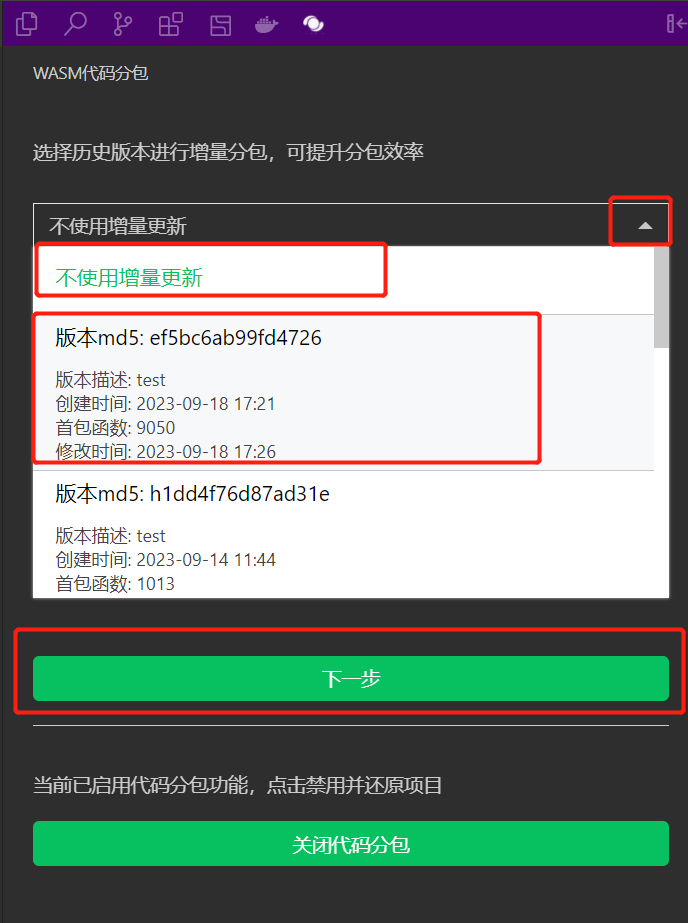 WASM代码分包
选择历史版本进行增量分包，可提升分包效率
不使用增量更新
不使用增量更新
版本md5: ef5bc6ab99fd4726
版本描述: test
创建时间: 2023-09-18 17:21
首包函数: 9050
修改时间: 2023-09-18 17:26
版本md5: h1dd4f76d87ad31e
版本描述: test
创建时间: 2023-09-14 11:44
首包函数: 1013
下一步
当前已启用代码分包功能，点击禁用并还原项目
关闭代码分包